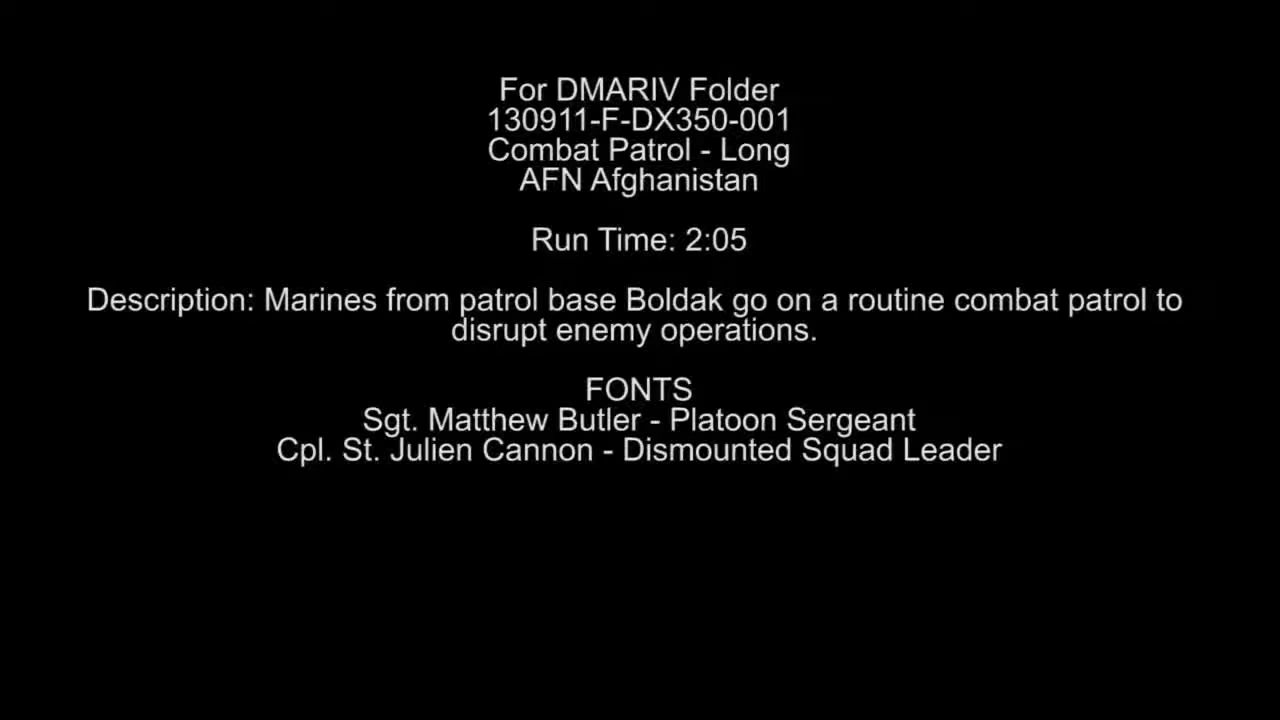 For DMARIV Folder
130911-F-DX350-001
Combat Patrol - Long
AFN Afghanistan
Run Time: 2:05
Description: Marines from patrol base Boldak go on a routine combat patrol to
disrupt enemy operations.
FONTS
Sgt. Matthew Butler - Platoon Sergeant
Cpl. St. Julien Cannon - Dismounted Squad Leader